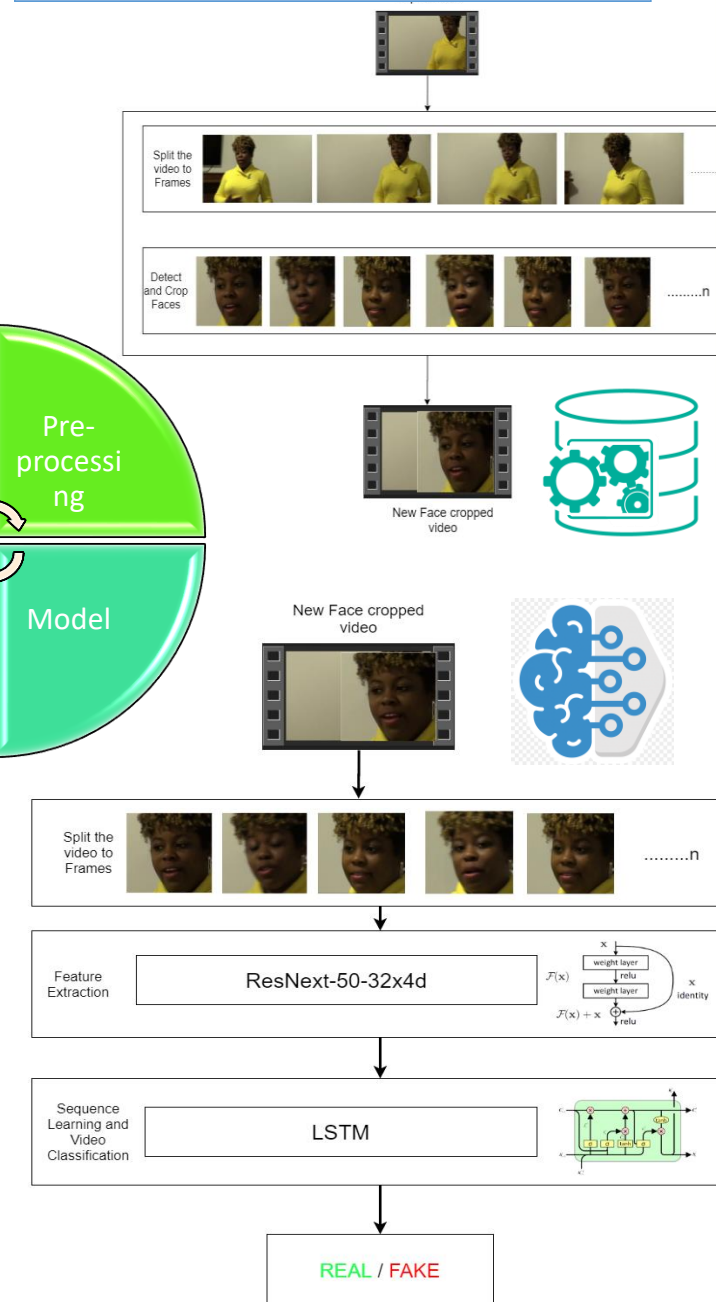 Split the
video to
Frames
..........
Detect
and Crop
Faces
.........n
Pre-
processi
ng
New Face cropped
video
Model
New Face cropped
video
Split the
video to
Frames
.........n
Feature
Extraction
ResNext-50-32x4d
x
weight layer
F(x)
relu
weight layer
x
identity
F(x) + x
relu
Sequence
Learning and
Video
Classification
LSTM
tanh
σ σ tanh σ
REAL / FAKE